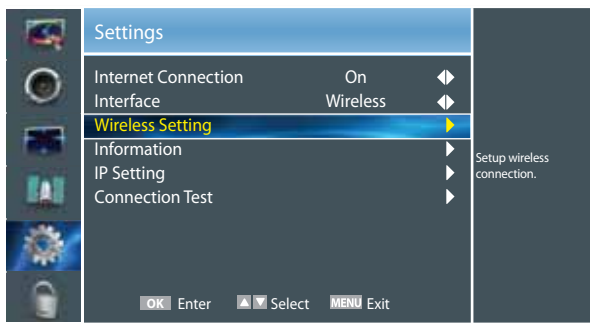 Settings
Internet Connection On
Interface Wireless
Wireless Setting
Information
IP Setting
Connection Test
Setup wireless
connection.
OK Enter Select MENU Exit